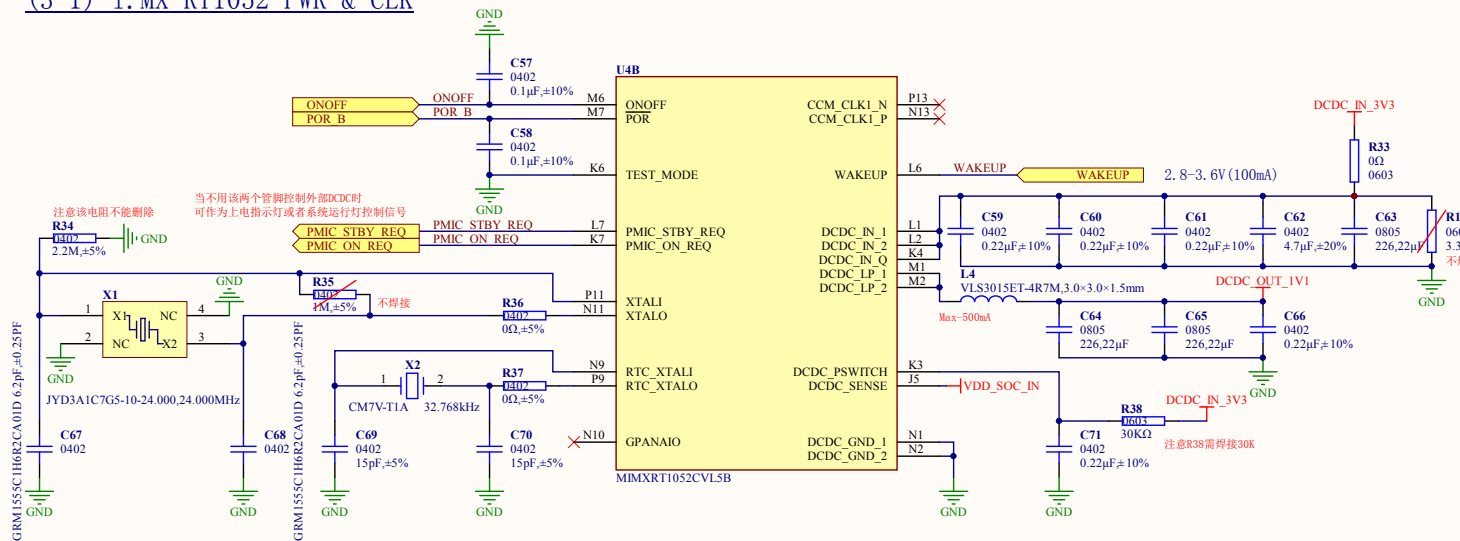 (3-1) i.MX RT1052 PWR & CLK
GND
C57
0402
0.1μF,±10%
ONOFF
ONOFF
POR_B
POR B
C58
0402
0.1μF,±10%
GND
U4B
M6
ONOFF
M7
POR
K6
TEST_MODE
L7
PMIC_STBY_REQ
K7
PMIC_ON_REQ
P11
XTALI
N11
XTALO
N9
RTC_XTALI
P9
RTC_XTALO
N10
GPANAIO
CCM_CLK1_N
P13
CCM_CLK1_P
N13
WAKEUP
L6
DCDC_IN_1
L1
DCDC_IN_2
L2
DCDC_IN_Q
K4
DCDC_LP_1
M1
DCDC_LP_2
M2
DCDC_PSWITCH
K3
DCDC_SENSE
J5
DCDC_GND_1
N1
DCDC_GND_2
N2
MIMXRT1052CVL5B
当不用该两个管脚控制外部DCDC时
可作为上电指示灯或者系统运行灯控制信号
PMIC STBY REQ
PMIC STBY REQ
PMIC ON REQ
PMIC ON REQ
注意该电阻不能删除
R34
0402
2.2M,±5%
GND
R35
0402
1M,±5%
不焊接
R36
0402
0Ω,±5%
X1
GND
1
X1
NC
4
2
NC
X2
3
GND
JYD3A1C7G5-10-24.000,24.000MHz
GRM1555C1H6R2CA01D 6.2pF,±0.25PF
C67
0402
GND
C68
0402
GND
GRM1555C1H6R2CA01D 6.2pF,±0.25PF
X2
1
2
CM7V-T1A
32.768kHz
R37
0402
0Ω,±5%
C69
0402
15pF,±5%
GND
C70
0402
15pF,±5%
GND
WAKEUP
WAKEUP
2.8-3.6V(100mA)
DCDC_IN_3V3
R33
0Ω
0603
C59
0402
0.22μF,±10%
C60
0402
0.22μF,±10%
C61
0402
0.22μF,±10%
C62
0402
4.7μF,±20%
C63
0805
226,22μF
GND
L4
VLS3015ET-4R7M,3.0×3.0×1.5mm
Max-500mA
DCDC_OUT_1V1
C64
0805
226,22μF
C65
0805
226,22μF
C66
0402
0.22μF,±10%
GND
VDD_SOC_IN
DCDC_IN_3V3
R38
0603
30KΩ
注意R38需焊接30K
C71
0402
0.22μF,±10%
GND
GND